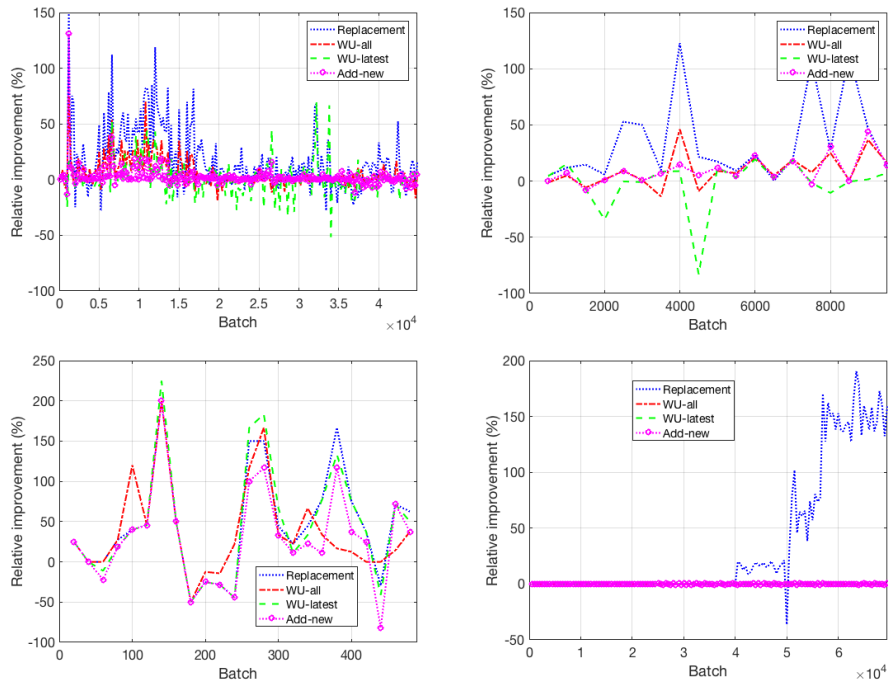 Relative improvement (%)
150
100
50
0
-50
-100
0
0.5
1
1.5
2
2.5
3
3.5
4
Batch
× 10⁴
Replacement
WU-all
WU-latest
Add-new
Relative improvement (%)
150
100
50
0
-50
-100
0
2000
4000
6000
8000
Batch
Replacement
WU-all
WU-latest
Add-new
Relative improvement (%)
250
200
150
100
50
0
-50
-100
0
100
200
300
400
Batch
Replacement
WU-all
WU-latest
Add-new
Relative improvement (%)
200
150
100
50
0
-50
0
1
2
3
4
5
6
Batch
× 10⁴
Replacement
WU-all
WU-latest
Add-new